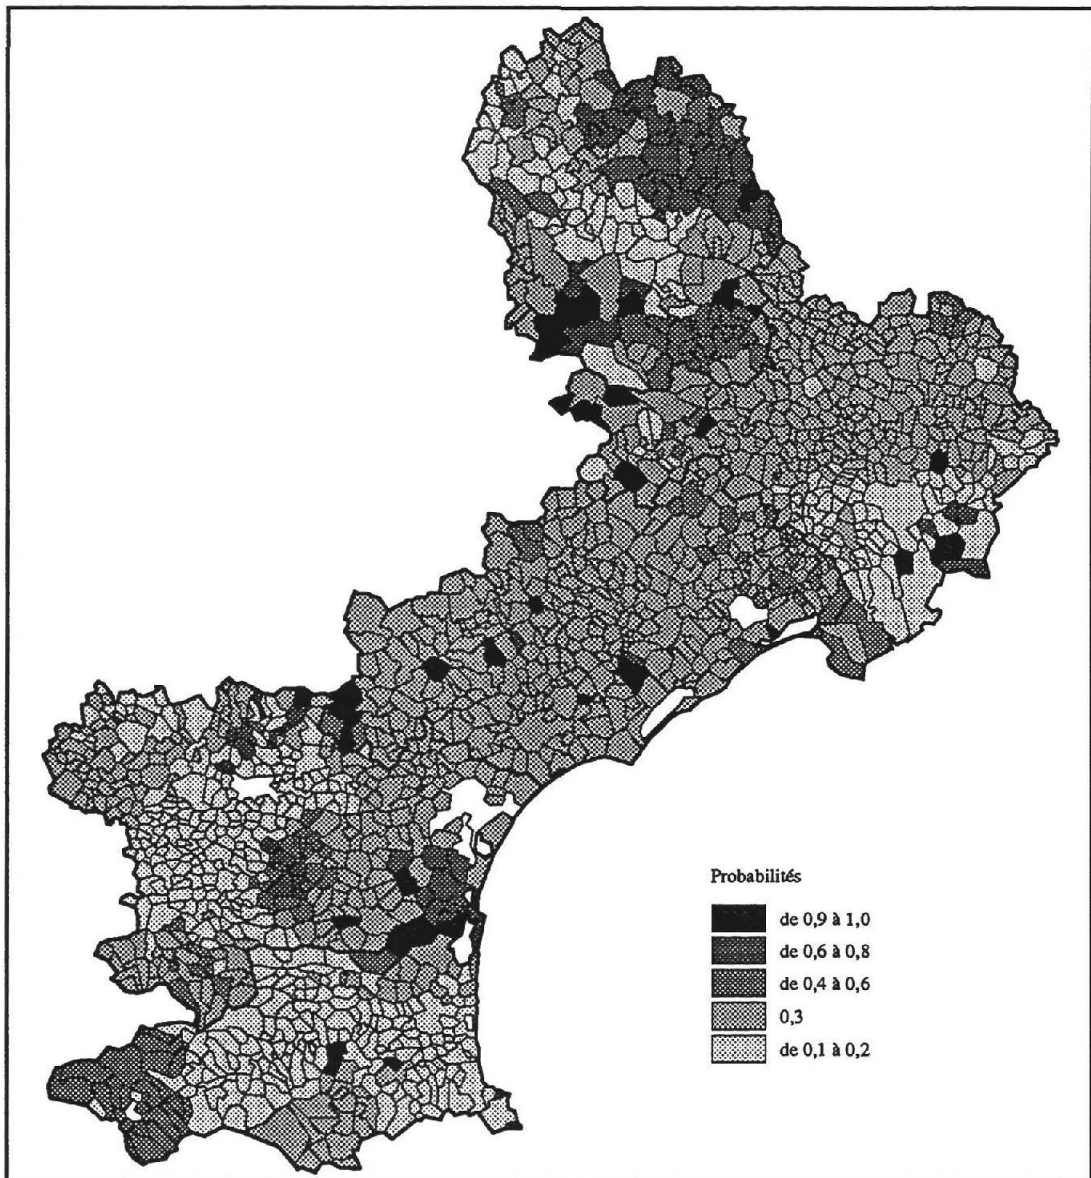 Probabilités
de 0,9 à 1,0
de 0,6 à 0,8
de 0,4 à 0,6
0,3
de 0,1 à 0,2